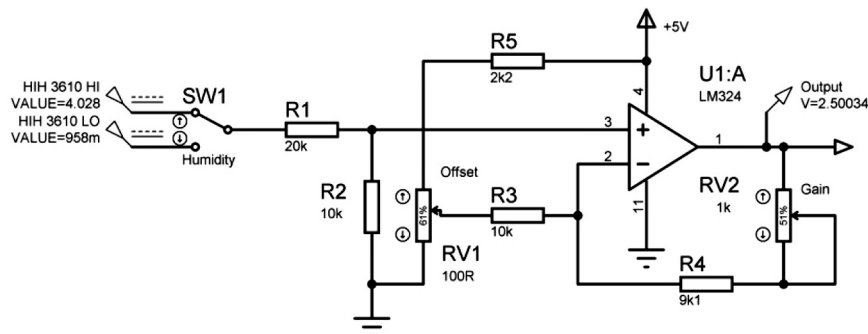 HIH 3610 HI
VALUE=4.028
HIH 3610 LO
VALUE=958m
SW1
Humidity
R1
20k
R2
10k
R5
2k2
Offset
61%
RV1
100R
R3
10k
+5V
U1:A
LM324
3
2
4
11
1
Output
V=2.50034
RV2
1k
Gain
51%
R4
9k1